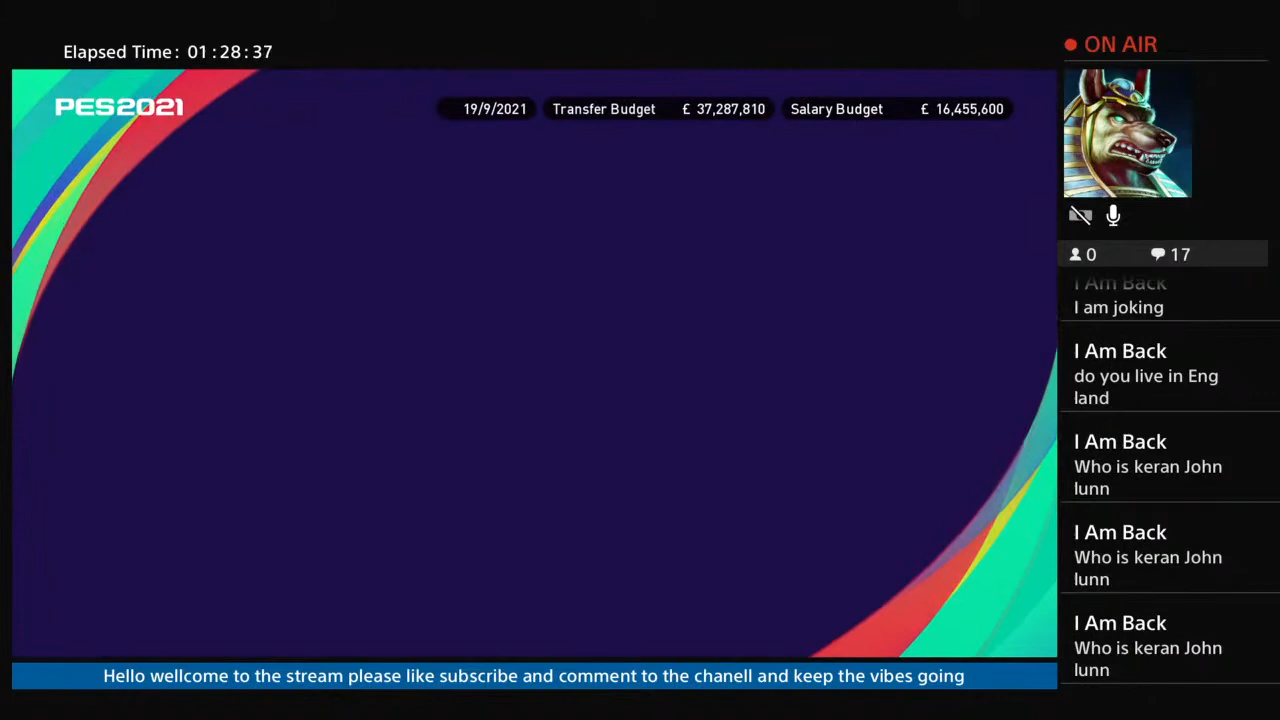 Elapsed Time: 01:28:37
ON AIR
PES2021
19/9/2021 Transfer Budget £ 37,287,810 Salary Budget £ 16,455,600
0 17
I Am Back
I am joking
I Am Back
do you live in Eng
land
I Am Back
Who is keran John
lunn
I Am Back
Who is keran John
lunn
I Am Back
Who is keran John
lunn
Hello wellcome to the stream please like subscribe and comment to the chanell and keep the vibes going